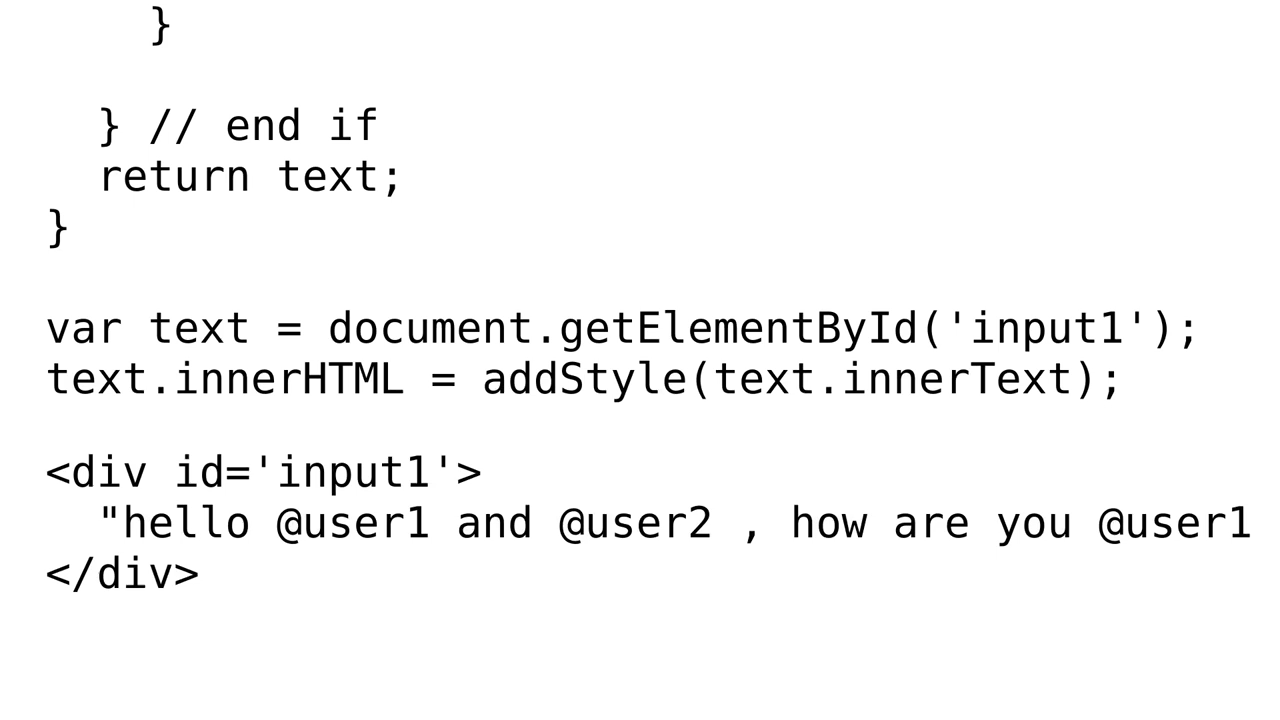 }

  } // end if
  return text;
}

var text = document.getElementById('input1');
text.innerHTML = addStyle(text.innerText);

<div id='input1'>
  "hello @user1 and @user2 , how are you @user1
</div>